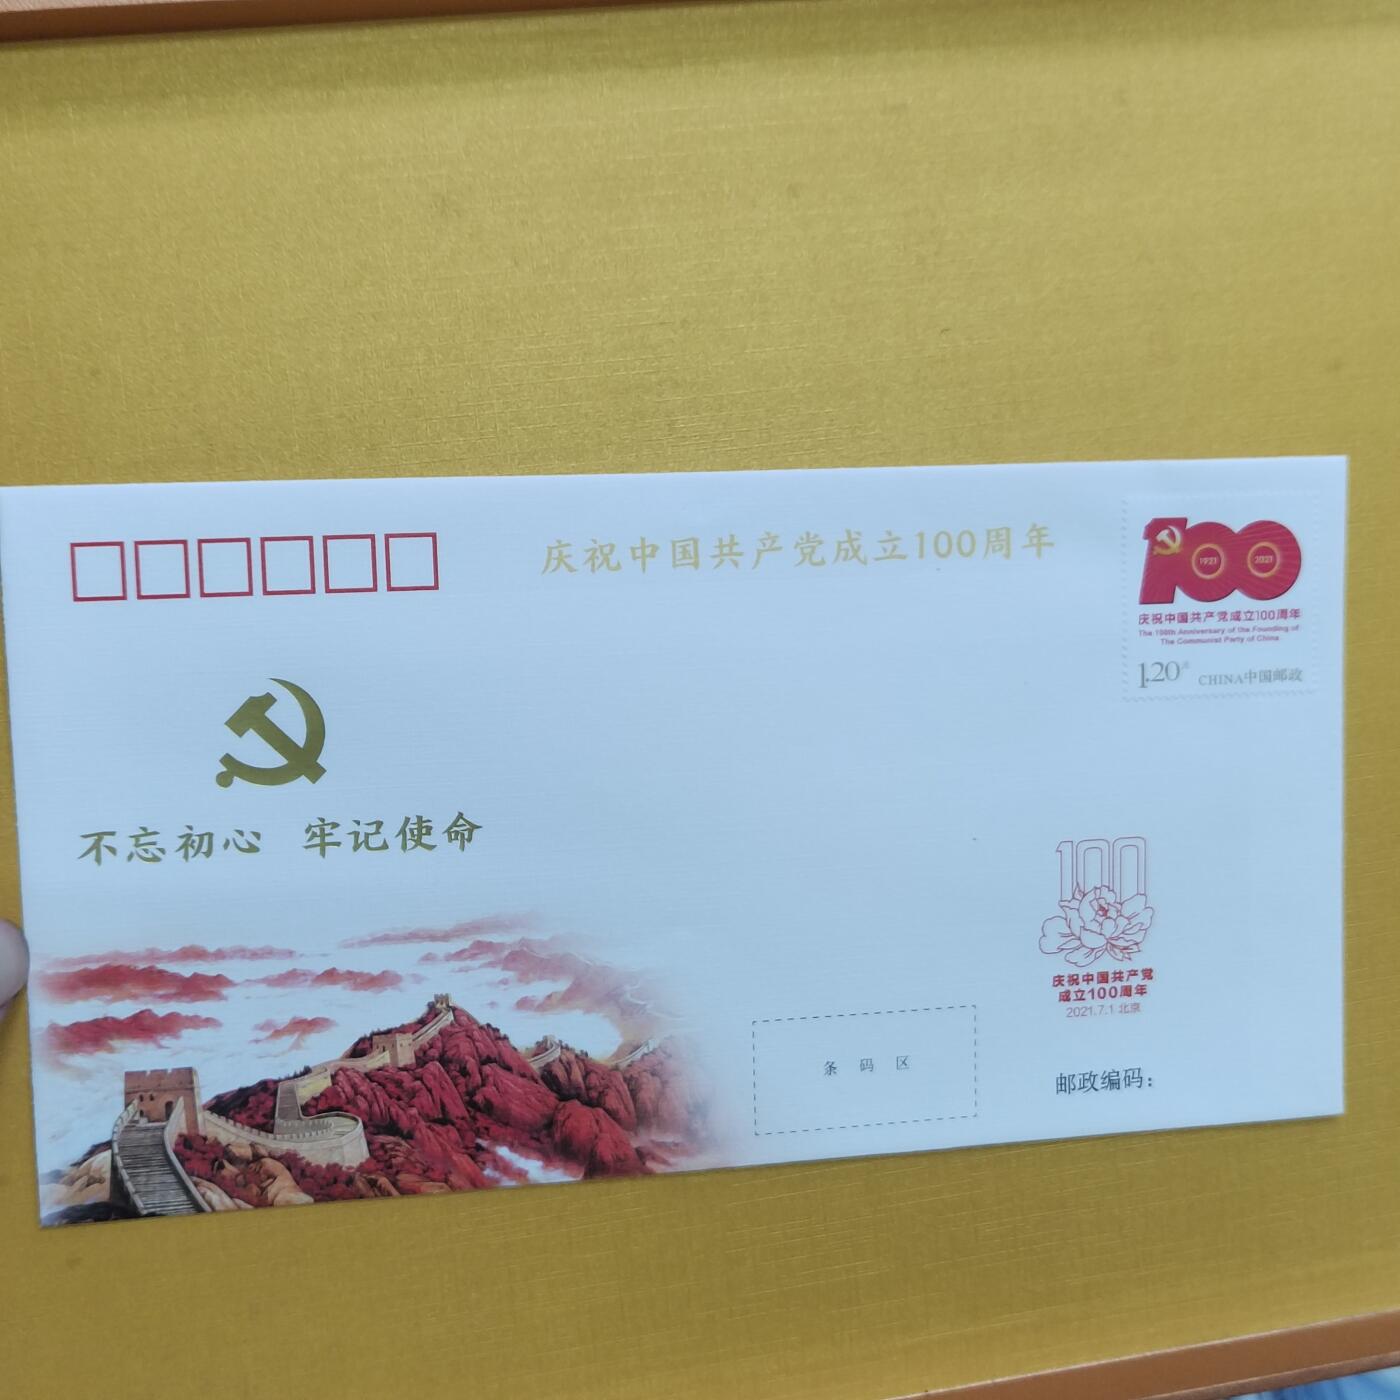 庆祝中国共产党成立100周年
100
1921
2021
庆祝中国共产党成立100周年
The 100th Anniversary of the Founding of
The Communist Party of China
1.20元 CHINA中国邮政
不忘初心 牢记使命
100
庆祝中国共产党
成立100周年
2021.7.1 北京
条码区
邮政编码：